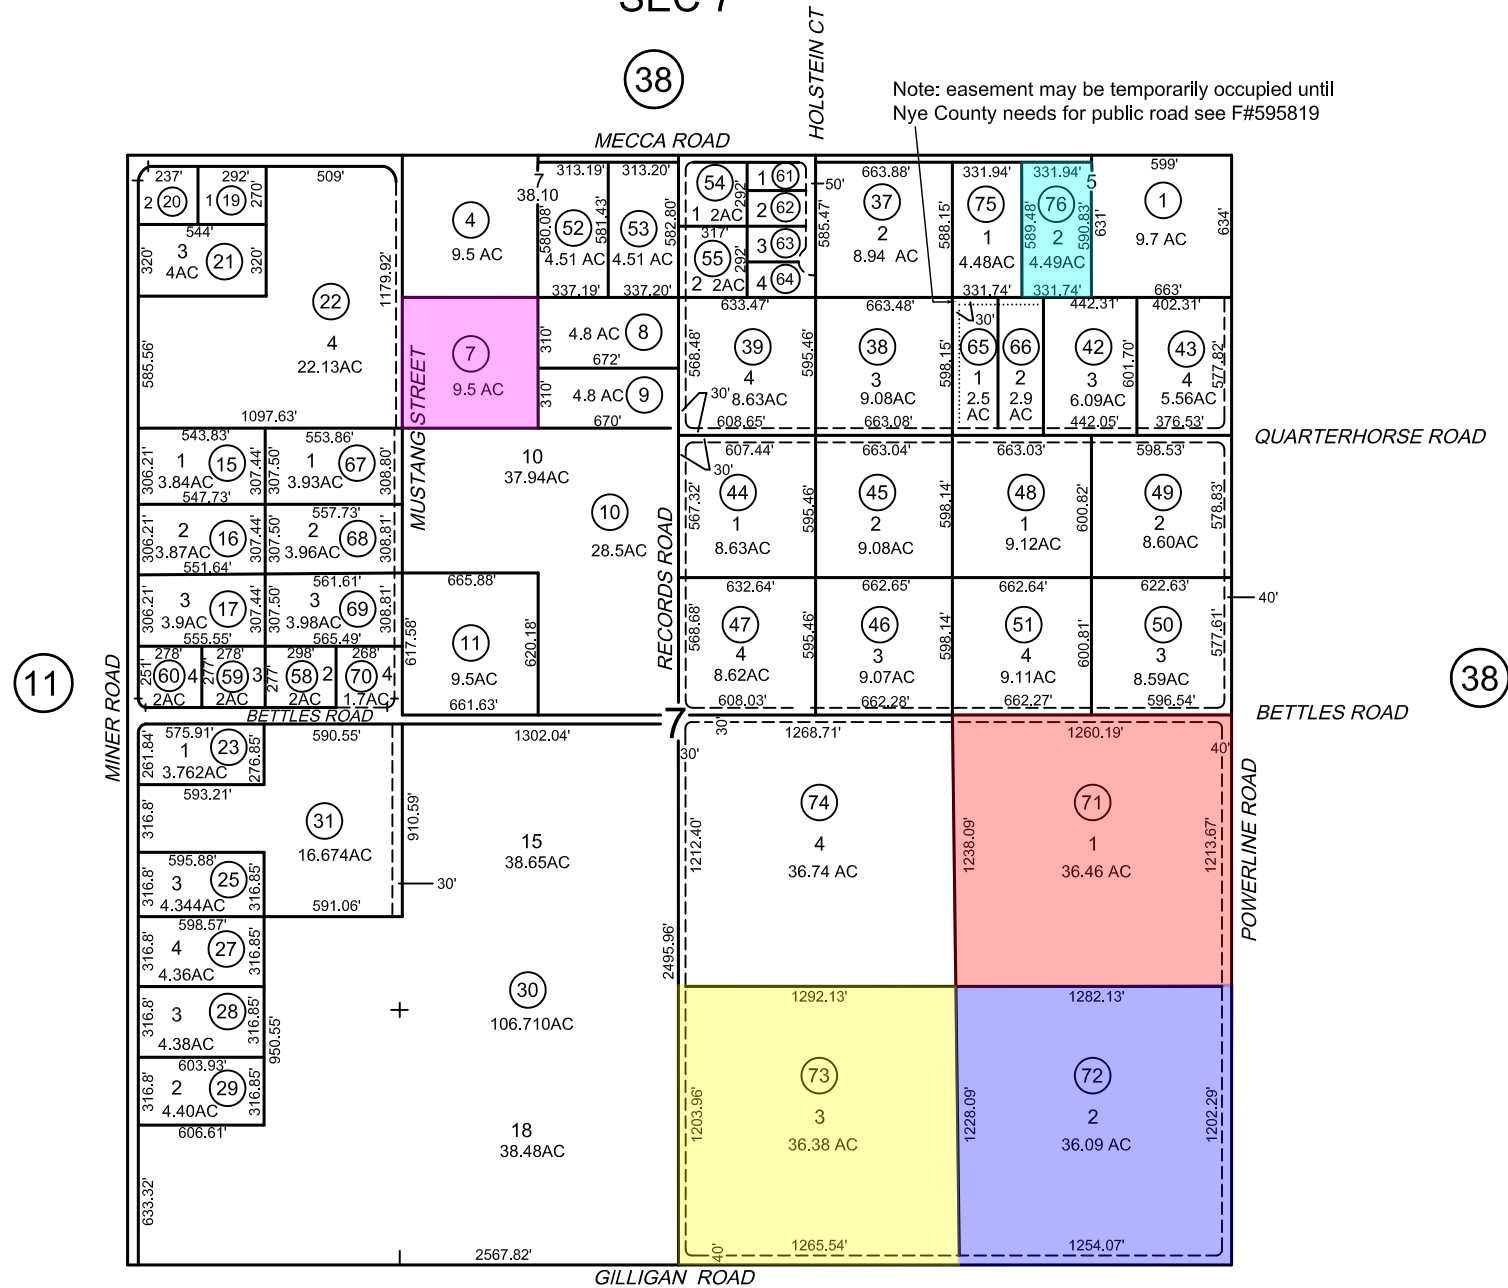 SEC 7
38
HOLSTEIN CT
Note: easement may be temporarily occupied until
Nye County needs for public road see F#595819
MECCA ROAD
237' 292' 509' 7 313.19' 313.20' 54 1 61 50' 663.88' 331.94' 331.94' 5 599'
2 20 1 19 270' 38.10 292' 2 62 37 75 76 1
4 580.08' 52 581.43' 53 582.80' 1 2AC 585.47' 2 588.15' 1 589.48' 2 590.83' 631' 9.7 AC 634'
544' 9.5 AC 4.51 AC 4.51 AC 317' 3 63 8.94 AC 4.48AC 4.49AC
320' 3 4AC 21 320' 55 292' 4 64
1179.92' 337.19' 337.20' 2 2AC 331.74' 331.74' 663'
22 633.47' 663.48' 30' 442.31' 402.31'
585.56' 4 7 310' 4.8 AC 8 568.48' 39 595.46' 38 598.15' 65 66 42 601.70' 43 577.82'
22.13AC 9.5 AC 672' 4 3 1 2 3 4
310' 4.8 AC 9 30' 8.63AC 9.08AC 2.5 AC 2.9 AC 6.09AC 5.56AC
1097.63' 670' 608.65' 663.08' 442.05' 376.53'
MUSTANG STREET
QUARTERHORSE ROAD
543.83' 553.86' 10 607.44' 663.04' 663.03' 598.53'
306.21' 1 15 307.44' 307.50' 1 67 308.80' 37.94AC 30'
3.84AC 3.93AC
547.73' 557.73' 10 567.32' 44 595.46' 45 598.14' 48 600.82' 49 578.83'
306.21' 2 16 307.44' 307.50' 2 68 308.81' 28.5AC 1 2 1 2
3.87AC 3.96AC 8.63AC 9.08AC 9.12AC 8.60AC
551.64' 561.61' 665.88' 632.64' 662.65' 662.64' 622.63'
RECORDS ROAD
40'
306.21' 3 17 307.44' 307.50' 3 69 308.81' 617.58' 11 620.18' 568.68' 47 595.46' 46 598.14' 51 600.81' 50 577.61'
3.9AC 3.98AC 9.5AC 4 3 4 3
555.55' 565.49' 8.62AC 9.07AC 9.11AC 8.59AC
278' 278' 298' 268'
251' 60 4 277' 59 3 277' 58 2 70 4
2AC 2AC 2AC 1.7AC 661.63' 608.03' 662.28' 662.27' 596.54'
11
38
MINER ROAD
BETTLES ROAD
7
BETTLES ROAD
575.91' 590.55' 1302.04' 30' 1268.71' 1260.19'
261.84' 1 23 276.85' 30' 40'
3.762AC
593.21' 910.59' 74 71
316.8' 31 15 1212.40' 4 1238.09' 1 1213.67'
16.674AC 38.65AC 36.74 AC 36.46 AC
POWERLINE ROAD
595.88'
316.8' 3 25 316.85' 30'
4.344AC 591.06'
598.57'
316.8' 4 27 316.85' 2495.96'
4.36AC
30 1292.13' 1282.13'
316.8' 3 28 316.85' 106.710AC
4.38AC 950.55'
603.93' 73 72
316.8' 2 29 316.85' 1203.96' 3 1228.09' 2 1202.29'
4.40AC
606.61' 18 36.38 AC 36.09 AC
38.48AC
633.32'
2567.82' 40' 1265.54' 1254.07'
GILLIGAN ROAD